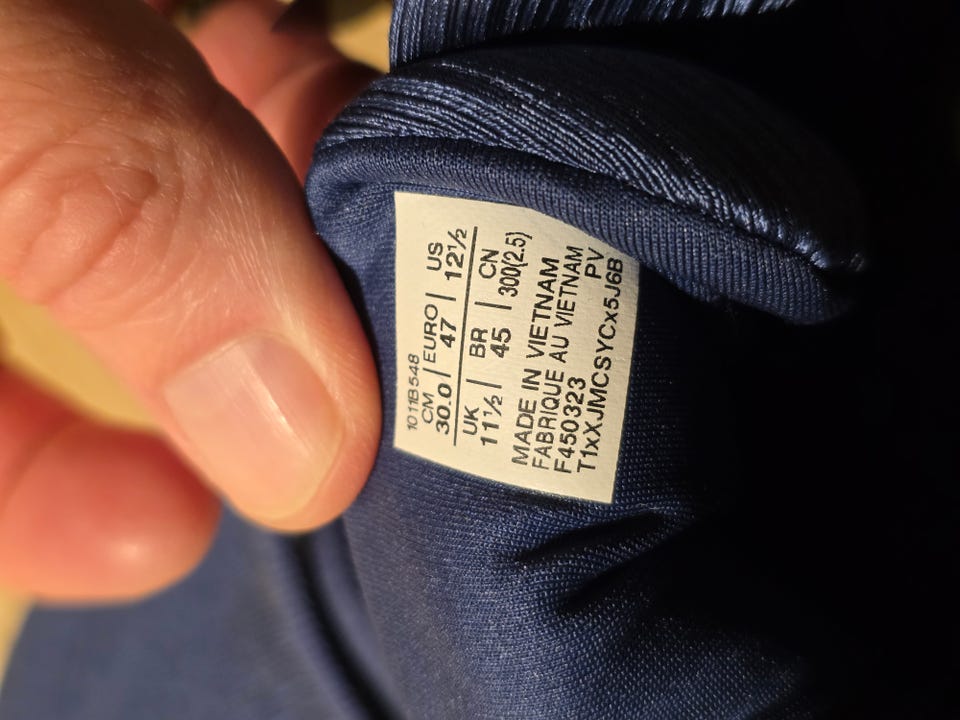 1011B548
CM | EURO | US
30.0 | 47 | 12½
UK | BR | CN
11½ | 45 | 300(2.5)
MADE IN VIETNAM
FABRIQUE AU VIETNAM
F450323 PV
T1xXJMCSYCx5J6B